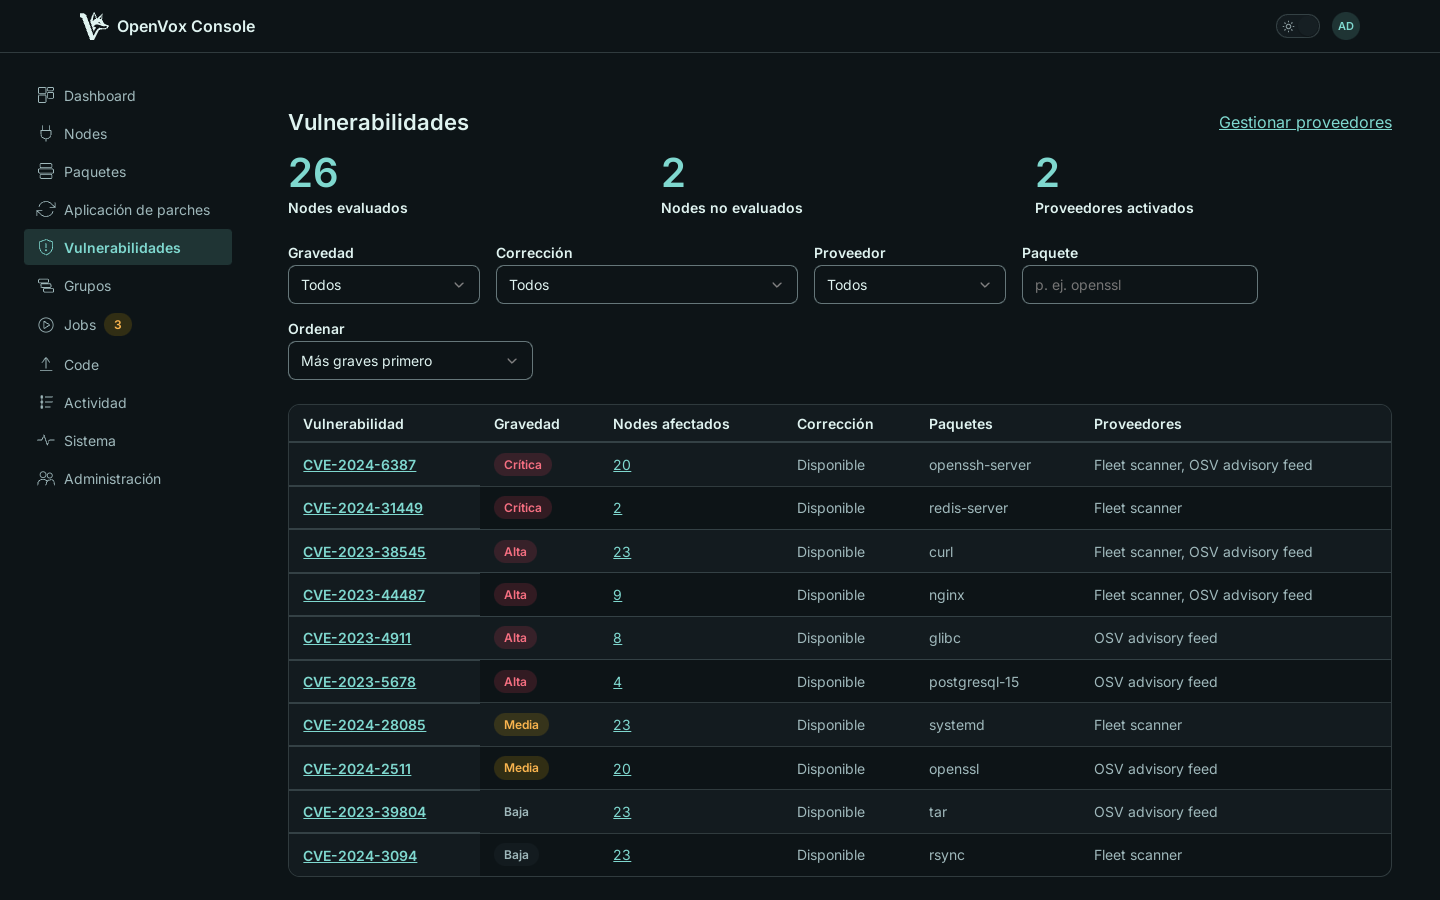 OpenVox Console
AD
Dashboard
Nodes
Paquetes
Aplicación de parches
Vulnerabilidades
Grupos
Jobs 3
Code
Actividad
Sistema
Administración
Vulnerabilidades
Gestionar proveedores
26 2 2
Nodes evaluados Nodes no evaluados Proveedores activados
Gravedad Corrección Proveedor Paquete
Todos Todos Todos p. ej. openssl
Ordenar
Más graves primero
Vulnerabilidad Gravedad Nodes afectados Corrección Paquetes Proveedores
CVE-2024-6387 Crítica 20 Disponible openssh-server Fleet scanner, OSV advisory feed
CVE-2024-31449 Crítica 2 Disponible redis-server Fleet scanner
CVE-2023-38545 Alta 23 Disponible curl Fleet scanner, OSV advisory feed
CVE-2023-44487 Alta 9 Disponible nginx Fleet scanner, OSV advisory feed
CVE-2023-4911 Alta 8 Disponible glibc OSV advisory feed
CVE-2023-5678 Alta 4 Disponible postgresql-15 OSV advisory feed
CVE-2024-28085 Media 23 Disponible systemd Fleet scanner
CVE-2024-2511 Media 20 Disponible openssl OSV advisory feed
CVE-2023-39804 Baja 23 Disponible tar OSV advisory feed
CVE-2024-3094 Baja 23 Disponible rsync Fleet scanner